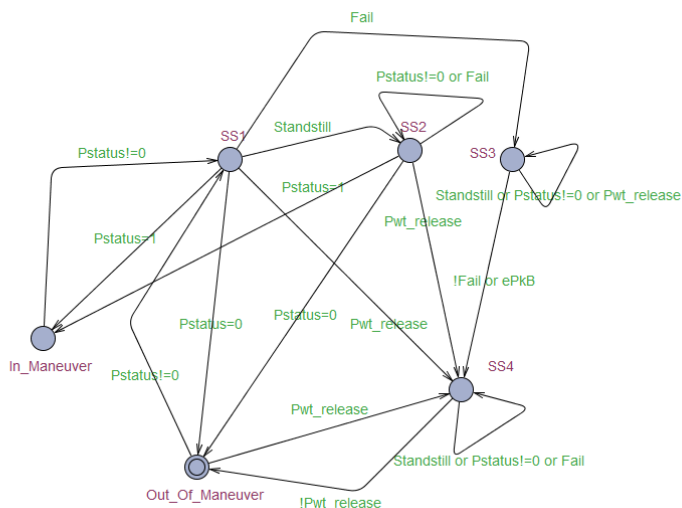 Fail
Pstatus!=0 or Fail
SS1
Standstill
SS2
Pstatus!=0
SS3
Pstatus=1
Standstill or Pstatus!=0 or Pwt_release
Pwt_release
Pstatus=1
!Fail or ePkB
Pstatus=0
Pstatus=0
Pwt_release
In_Maneuver
SS4
Pstatus!=0
Pwt_release
Standstill or Pstatus!=0 or Fail
Out_Of_Maneuver
!Pwt_release